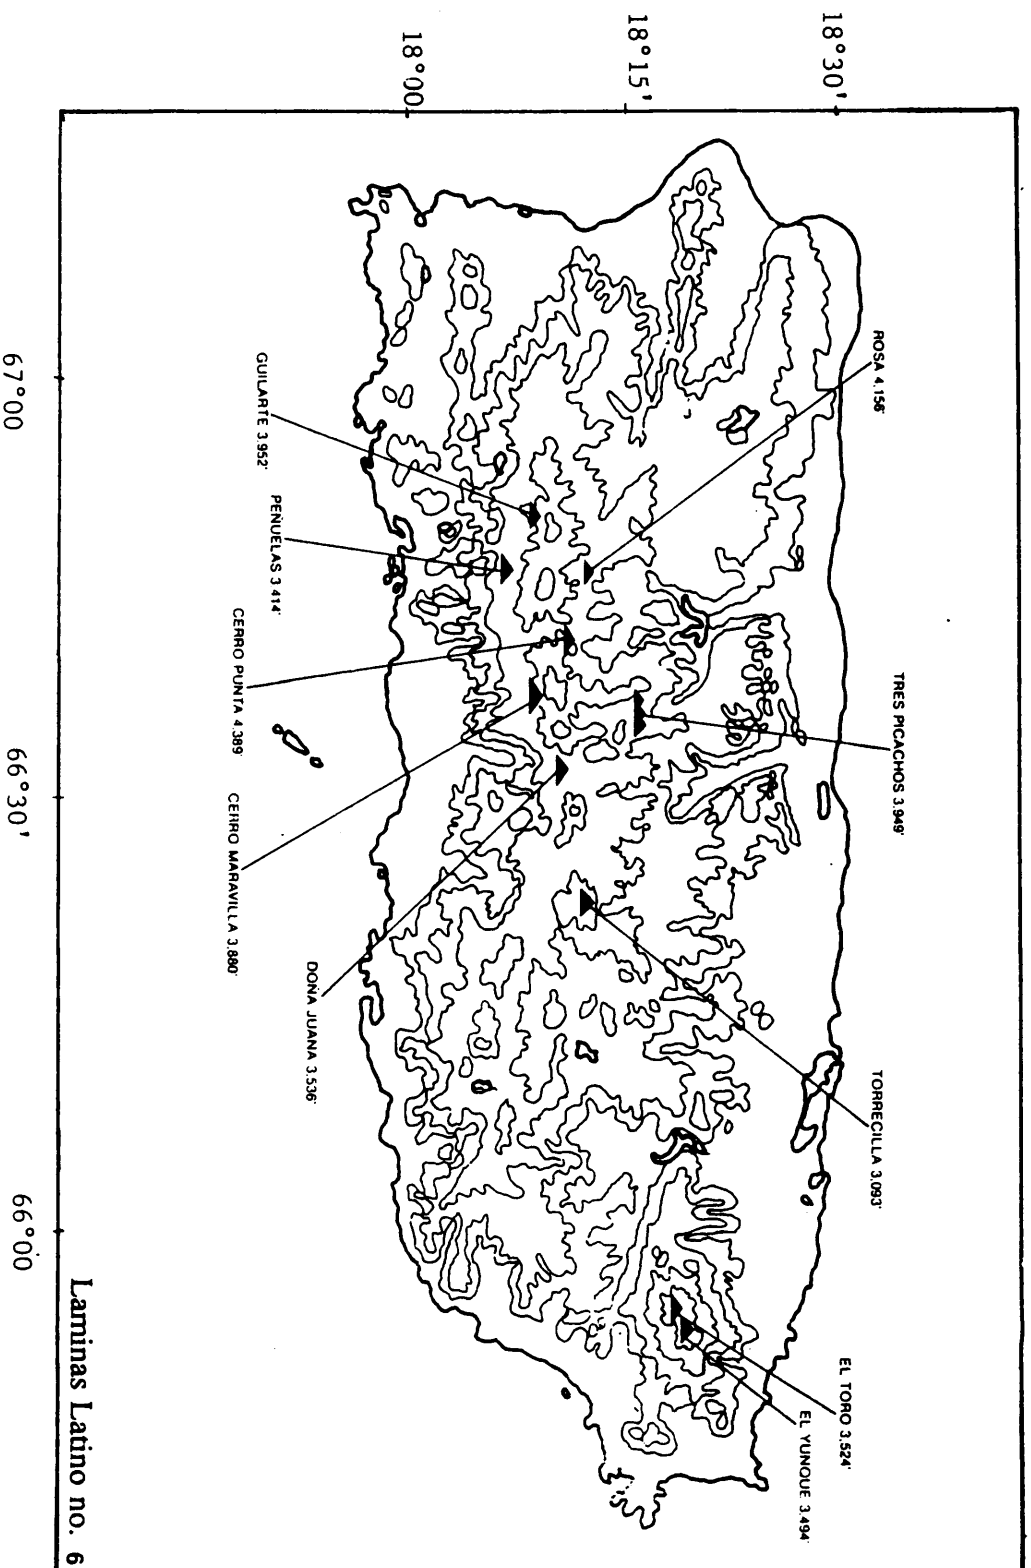 ROSA 4.156'
TRES PICACHOS 3.949'
TORRECILLA 3.093'
EL TORO 3.524'
EL YUNQUE 3.494'
18°30'
18°15'
18°00
GUILARTE 3.952'
PEÑUELAS 3 414'
CERRO PUNTA 4.389'
CERRO MARAVILLA 3.880'
DOÑA JUANA 3.536'
67°00
66°30'
66°00
Laminas Latino no. 6